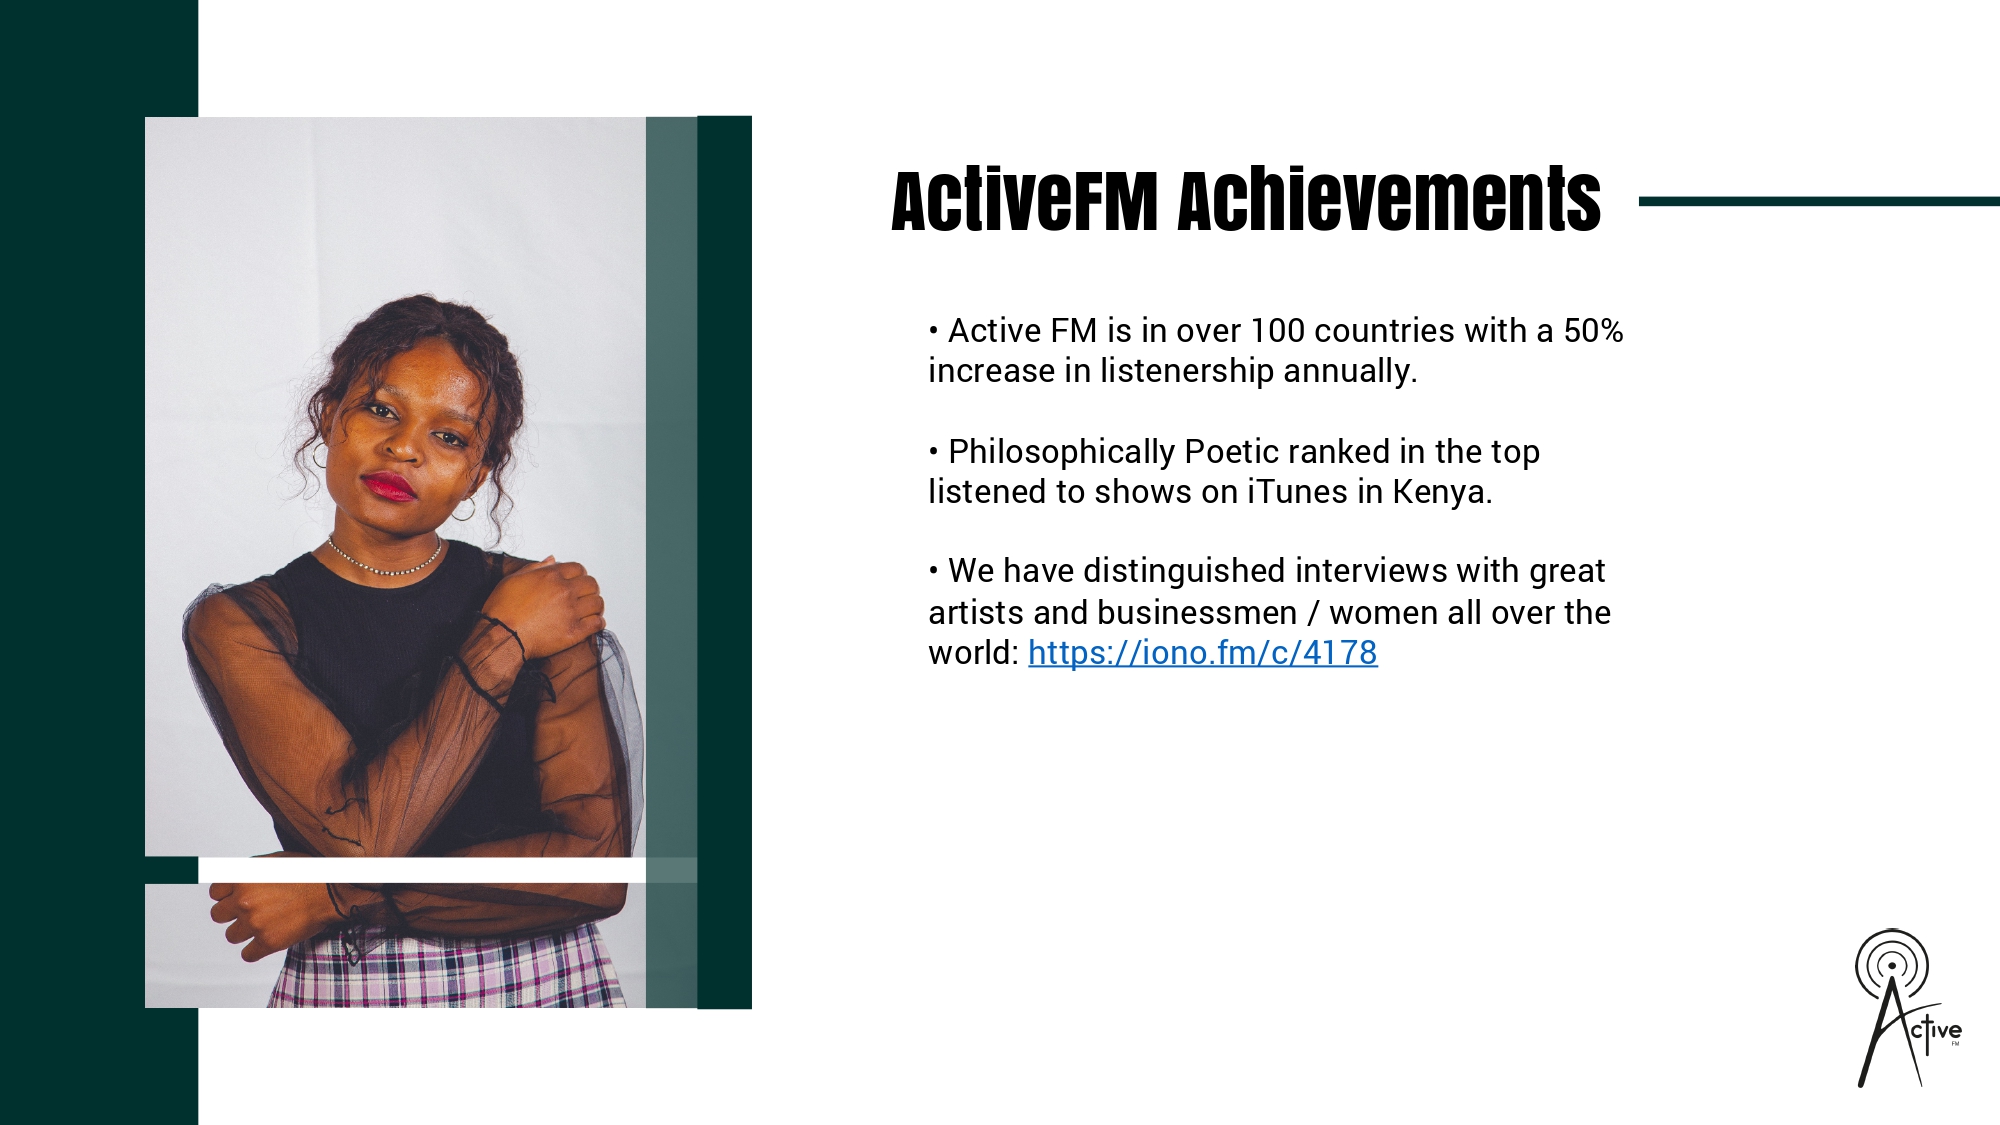 ActiveFM Achievements
• Active FM is in over 100 countries with a 50%
increase in listenership annually.
• Philosophically Poetic ranked in the top
listened to shows on iTunes in Kenya.
• We have distinguished interviews with great
artists and businessmen / women all over the
world: https://iono.fm/c/4178
Active
FM